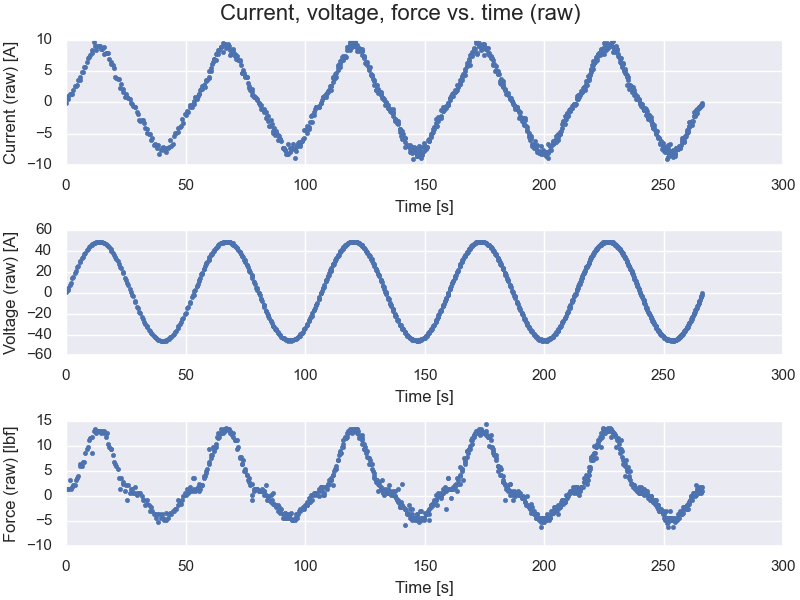 Current, voltage, force vs. time (raw)
Current (raw) [A]
10
5
0
−5
−10
0 50 100 150 200 250 300
Time [s]
Voltage (raw) [A]
60
40
20
0
−20
−40
−60
0 50 100 150 200 250 300
Time [s]
Force (raw) [lbf]
15
10
5
0
−5
−10
0 50 100 150 200 250 300
Time [s]